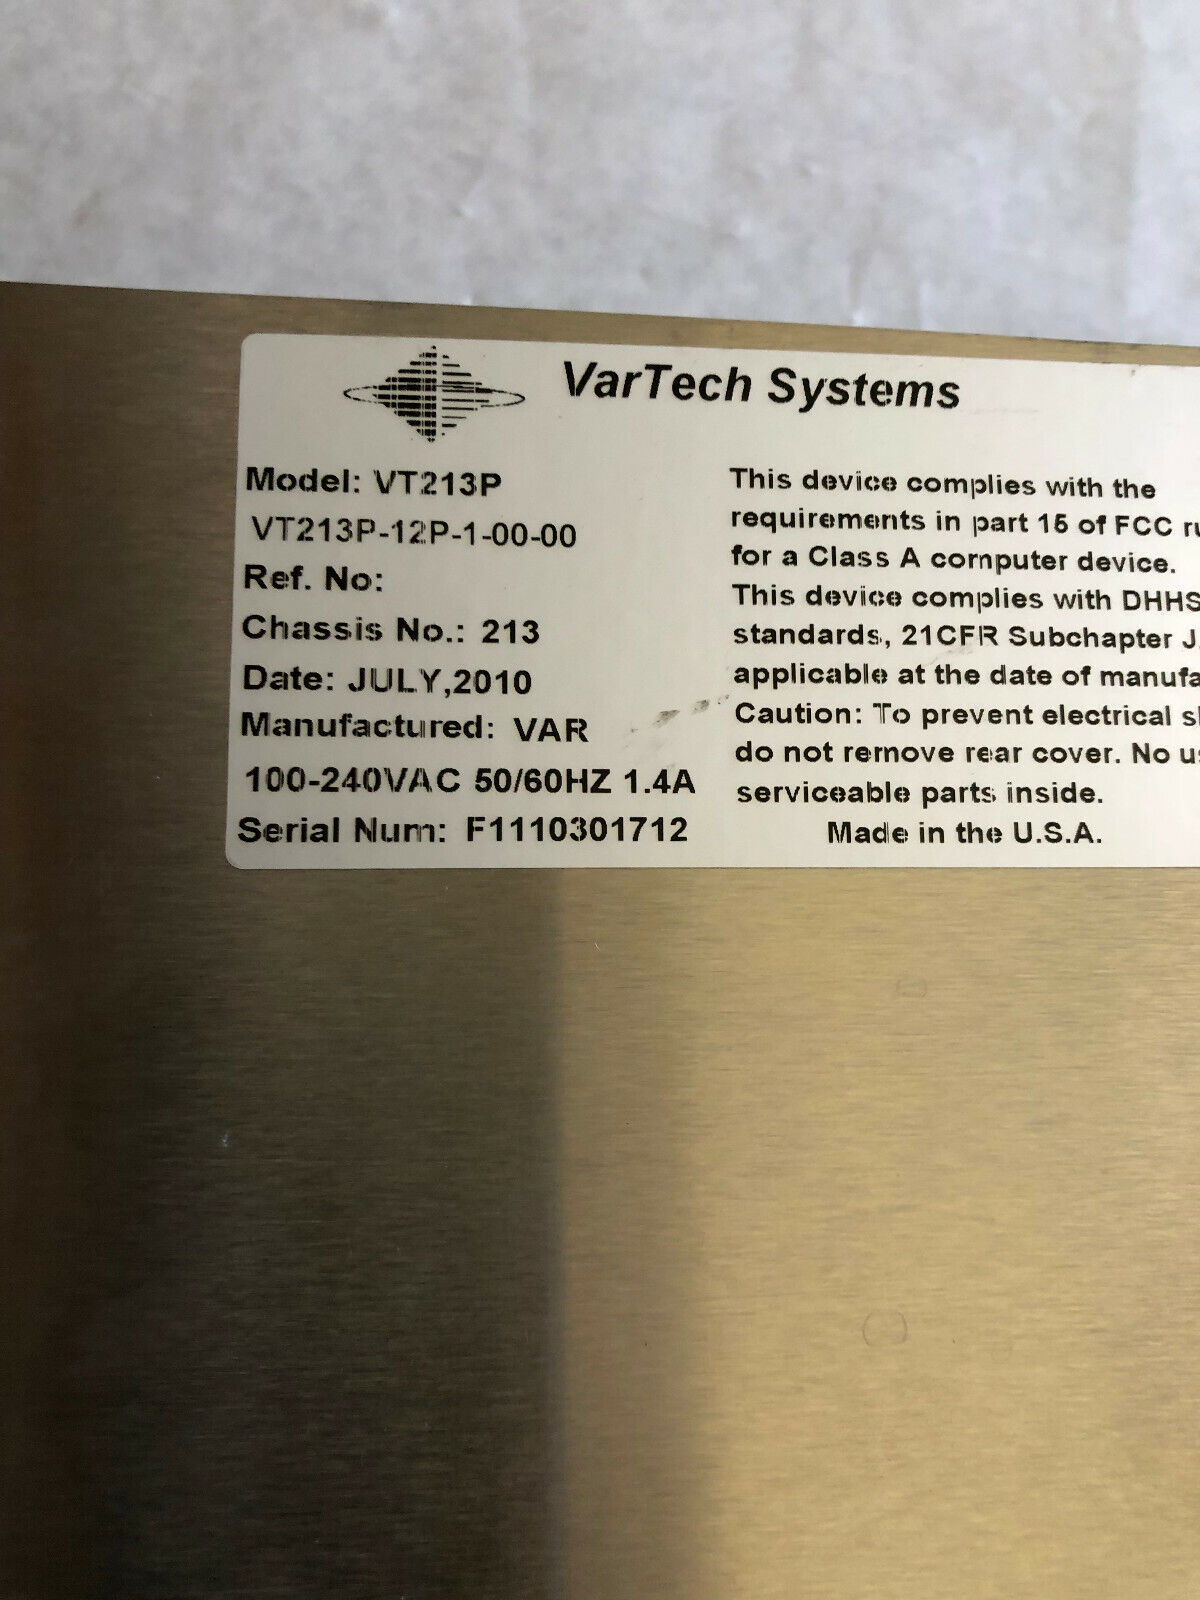 VarTech Systems
Model: VT213P
VT213P-12P-1-00-00
Ref. No:
Chassis No.: 213
Date: JULY,2010
Manufactured: VAR
100-240VAC 50/60HZ 1.4A
Serial Num: F1110301712
This device complies with the
requirements in part 15 of FCC
for a Class A computer device.
This device complies with DHHS
standards, 21CFR Subchapter J.
applicable at the date of
Caution: To prevent electrical
do not remove rear cover. No
serviceable parts inside.
Made in the U.S.A.